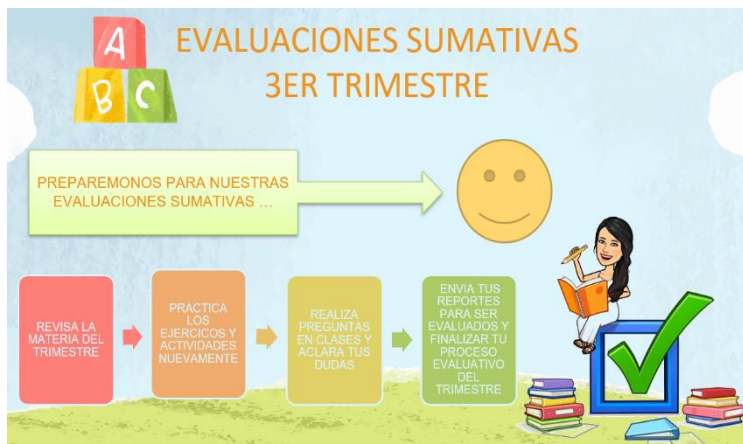 A
B C
EVALUACIONES SUMATIVAS
3ER TRIMESTRE
PREPAREMONOS PARA NUESTRAS
EVALUACIONES SUMATIVAS ...
REVISA LA
MATERIA DEL
TRIMESTRE
PRACTICA
LOS
EJERCICOS Y
ACTIVIDADES
NUEVAMENTE
REALIZA
PREGUNTAS
EN CLASES Y
ACLARA TUS
DUDAS
ENVIA TUS
REPORTES
PARA SER
EVALUADOS Y
FINALIZAR TU
PROCESO
EVALUATIVO
DEL
TRIMESTRE